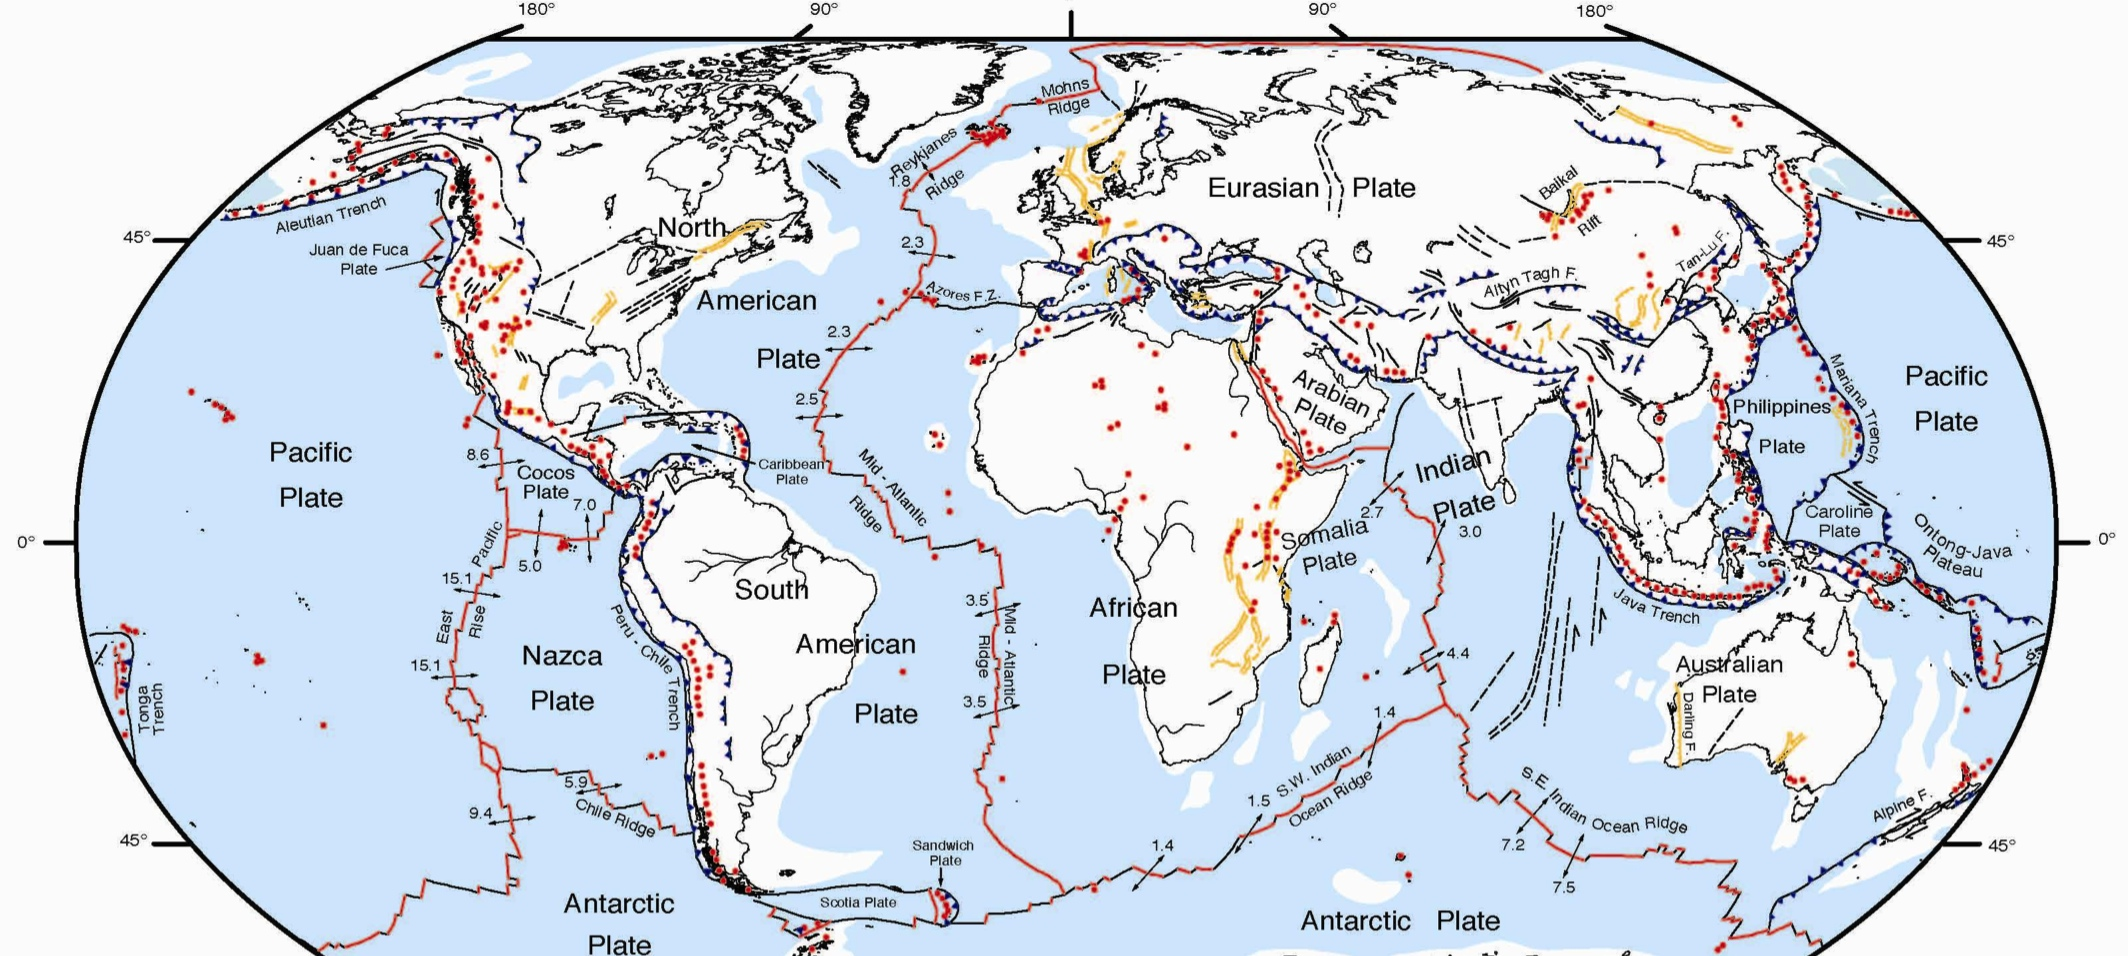 180°
90°
90°
180°
Mohns
Ridge
Reykjanes
Ridge
1.8
Aleutian Trench
45°
Juan de Fuca
Plate
North
American
Plate
2.3
Azores F.Z.
2.3
2.5
Eurasian Plate
Baikal
Rift
Tan-Lu F.
Altyn Tagh F.
45°
Pacific
Plate
Mariana Trench
Philippines
Plate
Arabian
Plate
Indian
Plate
Pacific
Plate
8.6
Cocos
Plate
7.0
5.0
Caribbean
Plate
Mid - Atlantic
Ridge
2.7
3.0
Somalia
Plate
Caroline
Plate
Ontong-Java
Plateau
0°
0°
East
Pacific
Rise
15.1
15.1
South
American
Plate
3.5
Mid - Atlantic
Ridge
3.5
African
Plate
Java Trench
4.4
Australian
Plate
Darling F.
Tonga
Trench
Nazca
Plate
Peru - Chile Trench
1.4
5.9
Chile Ridge
9.4
1.5
S.W. Indian
Ocean Ridge
1.4
S.E. Indian Ocean Ridge
7.2
7.5
Alpine F.
45°
45°
Sandwich
Plate
Scotia Plate
Antarctic
Plate
Antarctic Plate